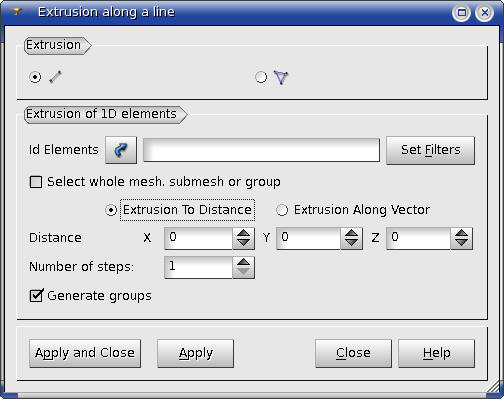 Extrusion along a line
Extrusion
Extrusion of 1D elements
Id Elements Set Filters
Select whole mesh. submesh or group
Extrusion To Distance Extrusion Along Vector
Distance X 0 Y 0 Z 0
Number of steps: 1
Generate groups
Apply and Close Apply Close Help